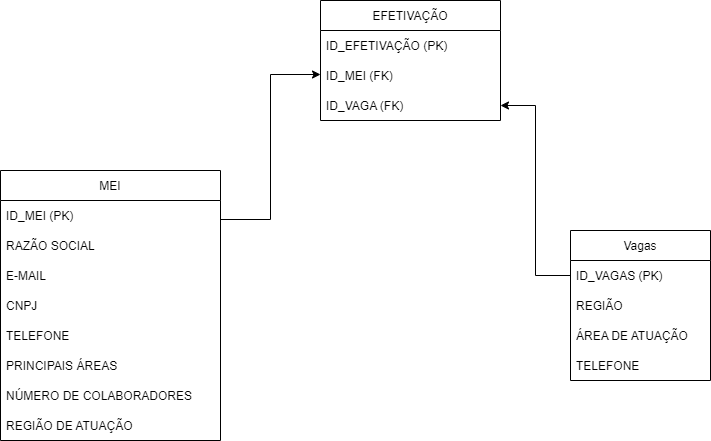 EFETIVAÇÃO
ID_EFETIVAÇÃO (PK)
ID_MEI (FK)
ID_VAGA (FK)
MEI
ID_MEI (PK)
RAZÃO SOCIAL
E-MAIL
CNPJ
TELEFONE
PRINCIPAIS ÁREAS
NÚMERO DE COLABORADORES
REGIÃO DE ATUAÇÃO
Vagas
ID_VAGAS (PK)
REGIÃO
ÁREA DE ATUAÇÃO
TELEFONE